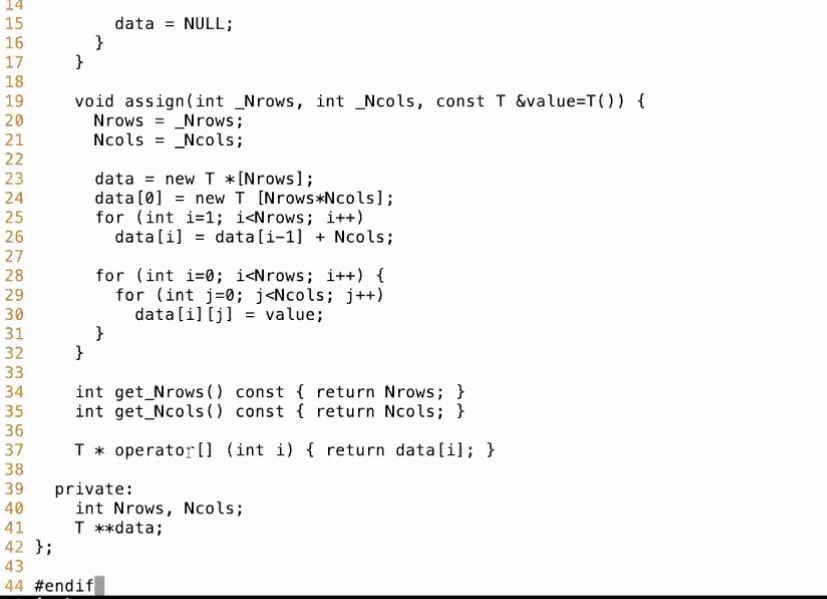 14
15 data = NULL;
16 }
17 }
18
19 void assign(int _Nrows, int _Ncols, const T &value=T()) {
20 Nrows = _Nrows;
21 Ncols = _Ncols;
22
23 data = new T *[Nrows];
24 data[0] = new T [Nrows*Ncols];
25 for (int i=1; i<Nrows; i++)
26 data[i] = data[i-1] + Ncols;
27
28 for (int i=0; i<Nrows; i++) {
29 for (int j=0; j<Ncols; j++)
30 data[i][j] = value;
31 }
32 }
33
34 int get_Nrows() const { return Nrows; }
35 int get_Ncols() const { return Ncols; }
36
37 T * operator[] (int i) { return data[i]; }
38
39 private:
40 int Nrows, Ncols;
41 T **data;
42 };
43
44 #endif